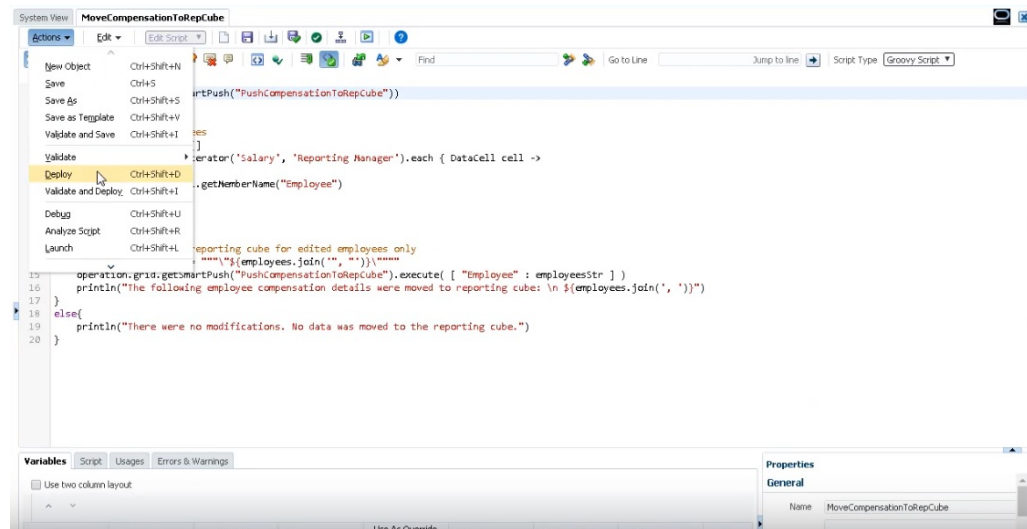 System View MoveCompensationToRepCube
Actions Edit Edit Script
Find Go to Line Jump to line Script Type Groovy Script
New Object Ctrl+Shift+N
Save Ctrl+S
Save As Ctrl+Shift+S
Save as Template Ctrl+Shift+V
Validate and Save Ctrl+Shift+I
Validate
Deploy Ctrl+Shift+D
Validate and Deploy Ctrl+Shift+I
Debug Ctrl+Shift+U
Analyze Script Ctrl+Shift+R
Launch Ctrl+Shift+L
rtPush("PushCompensationToRepCube"))
ees
[]
erator('Salary', 'Reporting Manager').each { DataCell cell ->
.getMemberName("Employee")
reporting cube for edited employees only
= """\"${employees.join('", "')}\""""
15 operation.grid.getSmartPush("PushCompensationToRepCube").execute( [ "Employee" : employeesStr ] )
16 println("The following employee compensation details were moved to reporting cube: \n ${employees.join(', ')}")
17 }
18 else{
19 println("There were no modifications. No data was moved to the reporting cube.")
20 }
Variables Script Usages Errors & Warnings
Use two column layout
Use As Override
Properties
General
Name MoveCompensationToRepCube